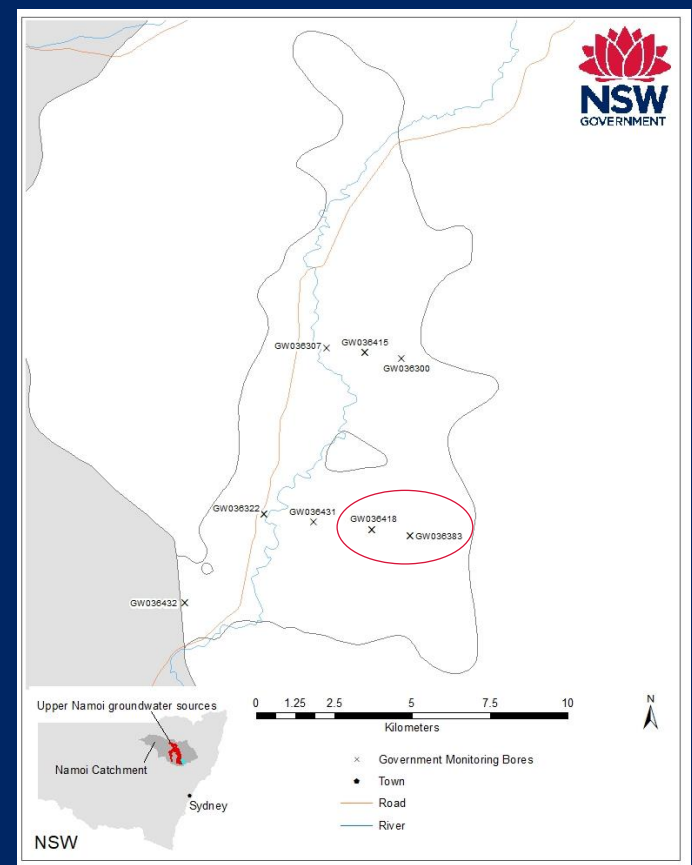 NSW
GOVERNMENT
GW036307
GW036415
GW036300
GW036322
GW036431
GW036418
GW036383
GW036432
Upper Namoi groundwater sources
Namoi Catchment
Sydney
NSW
0 1.25 2.5 5 7.5 10
Kilometers
N
Government Monitoring Bores
Town
Road
River